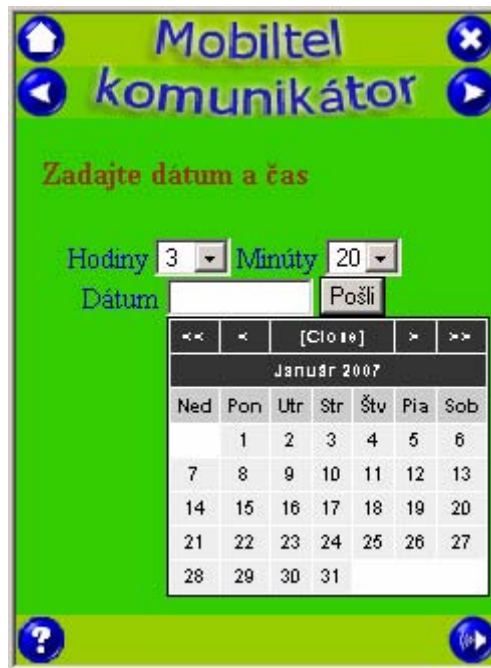 Mobiltel
komunikátor
Zadajte dátum a čas
Hodiny 3 Minúty 20
Dátum Pošli
<< < [Close] > >>
Január 2007
Ned Pon Utr Str Štv Pia Sob
1 2 3 4 5 6
7 8 9 10 11 12 13
14 15 16 17 18 19 20
21 22 23 24 25 26 27
28 29 30 31
?